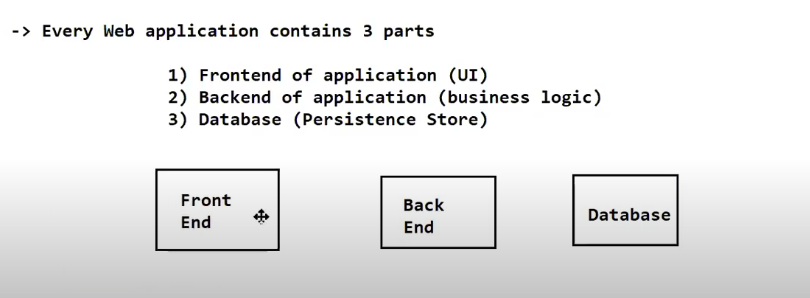 -> Every Web application contains 3 parts
1) Frontend of application (UI)
2) Backend of application (business logic)
3) Database (Persistence Store)
Front
End
Back
End
Database